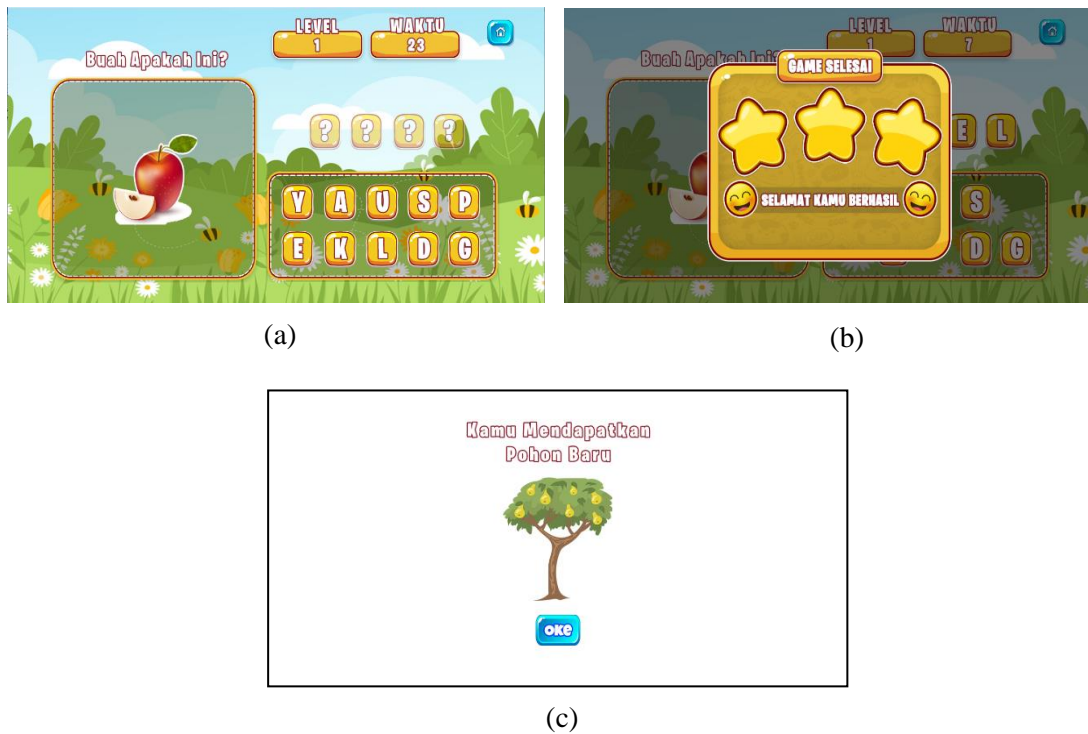 LEVEL WAKTU
1 23
Buah Apakah Ini?
? ? ? ?
Y A U S P
E K L D G
(a)
LEVEL WAKTU
1 7
Buah Apakah Ini?
GAME SELESAI
E L
SELAMAT KAMU BERHASIL
S
D G
(b)
Kamu Mendapatkan
Pohon Baru
OKE
(c)